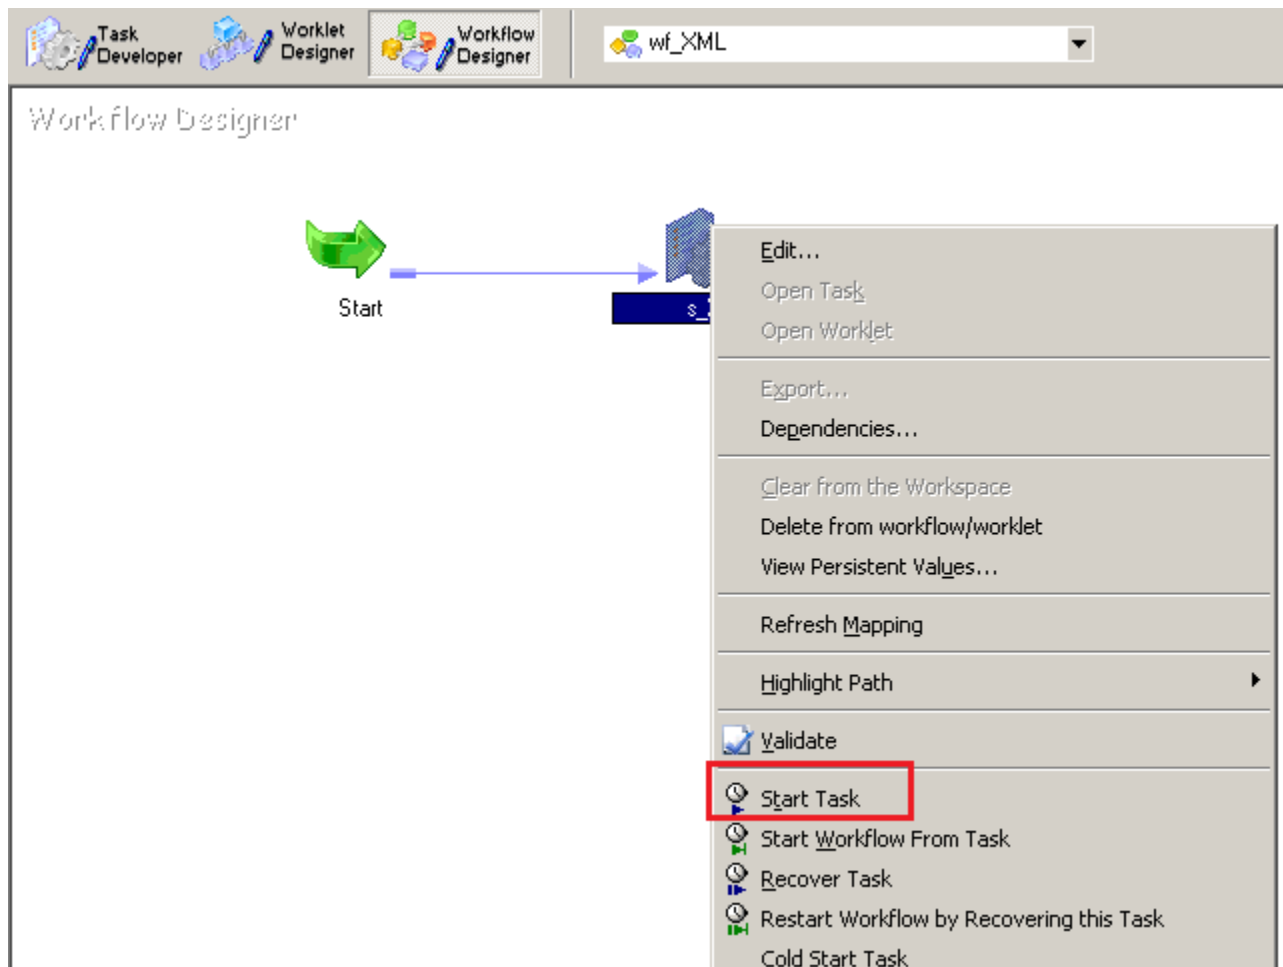 Task
Developer
Worklet
Designer
Workflow
Designer
wf_XML
Workflow Designer
Start
s_
Edit...
Open Task
Open Worklet
Export...
Dependencies...
Clear from the Workspace
Delete from workflow/worklet
View Persistent Values...
Refresh Mapping
Highlight Path
Validate
Start Task
Start Workflow From Task
Recover Task
Restart Workflow by Recovering this Task
Cold Start Task